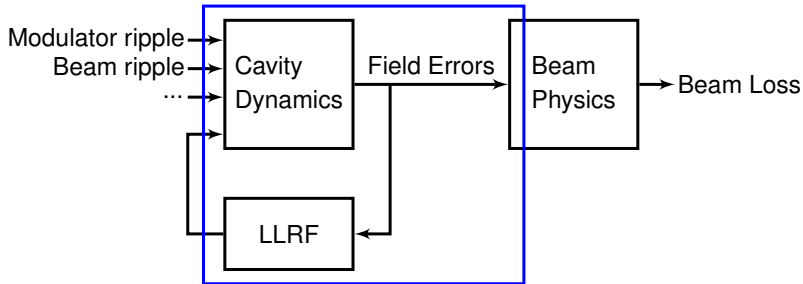 Modulator ripple
Beam ripple
...
Cavity
Dynamics
Field Errors
Beam
Physics
Beam Loss
LLRF